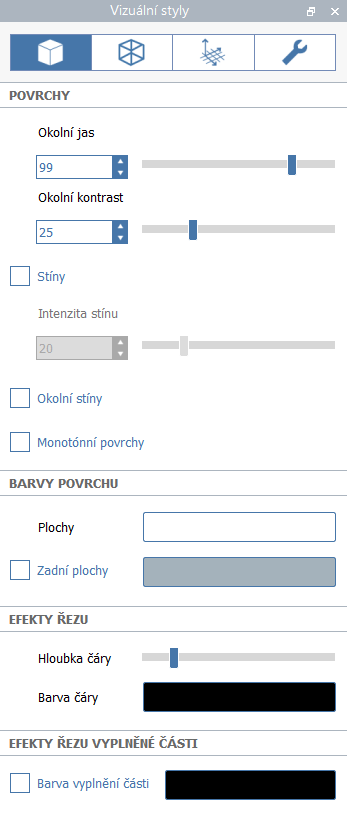 Vizuální styly
POVRCHY
Okolní jas
99
Okolní kontrast
25
Stíny
Intenzita stínu
20
Okolní stíny
Monotónní povrchy
BARVY POVRCHU
Plochy
Zadní plochy
EFEKTY ŘEZU
Hloubka čáry
Barva čáry
EFEKTY ŘEZU VYPLNĚNÉ ČÁSTI
Barva vyplnění části